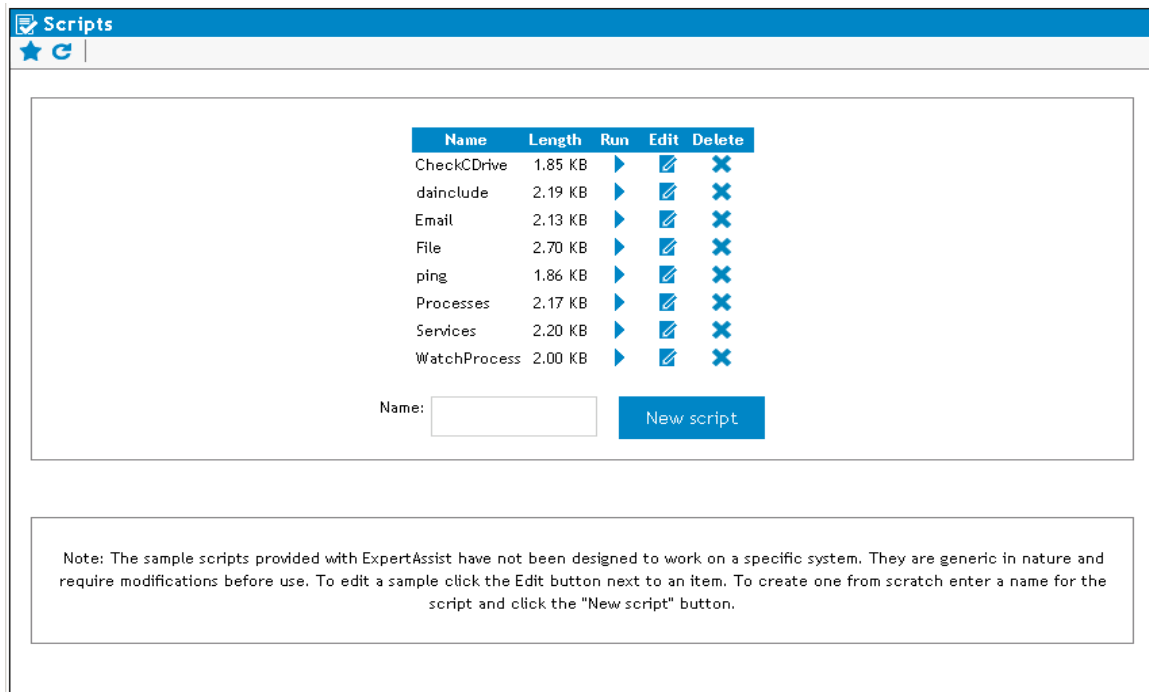 Scripts
Name Length Run Edit Delete
CheckCDrive 1.85 KB
dainclude 2.19 KB
Email 2.13 KB
File 2.70 KB
ping 1.86 KB
Processes 2.17 KB
Services 2.20 KB
WatchProcess 2.00 KB
Name: New script
Note: The sample scripts provided with ExpertAssist have not been designed to work on a specific system. They are generic in nature and
require modifications before use. To edit a sample click the Edit button next to an item. To create one from scratch enter a name for the
script and click the "New script" button.